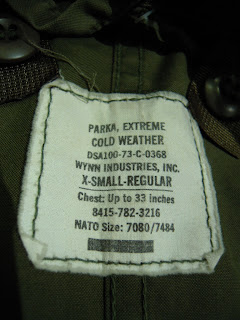 PARKA, EXTREME
COLD WEATHER
DSA100-73-C-0368
WYNN INDUSTRIES, INC.
X-SMALL-REGULAR
Chest: Up to 33 inches
8415-782-3216
NATO Size: 7080/7484